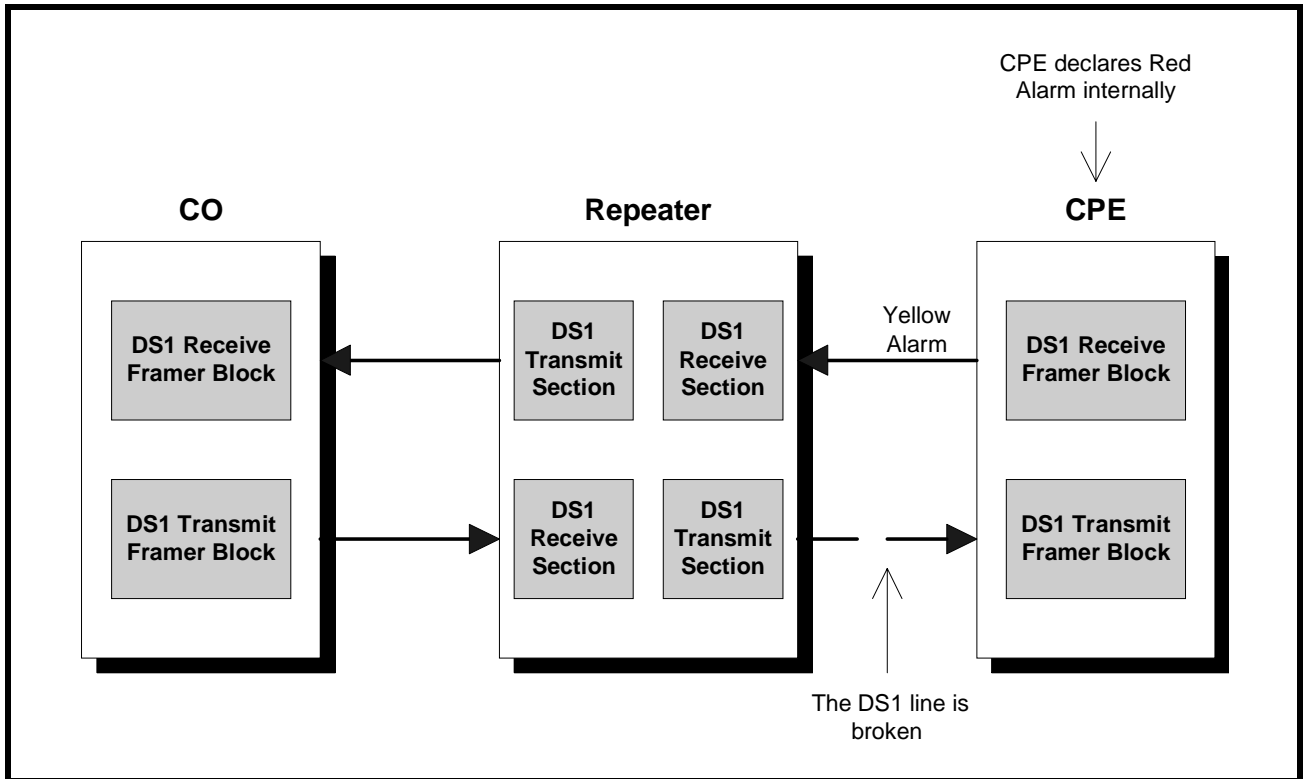 CPE declares Red
Alarm internally
CO
Repeater
CPE
DS1 Receive
Framer Block
DS1
Transmit
Section
DS1
Receive
Section
Yellow
Alarm
DS1 Receive
Framer Block
DS1 Transmit
Framer Block
DS1
Receive
Section
DS1
Transmit
Section
DS1 Transmit
Framer Block
The DS1 line is
broken